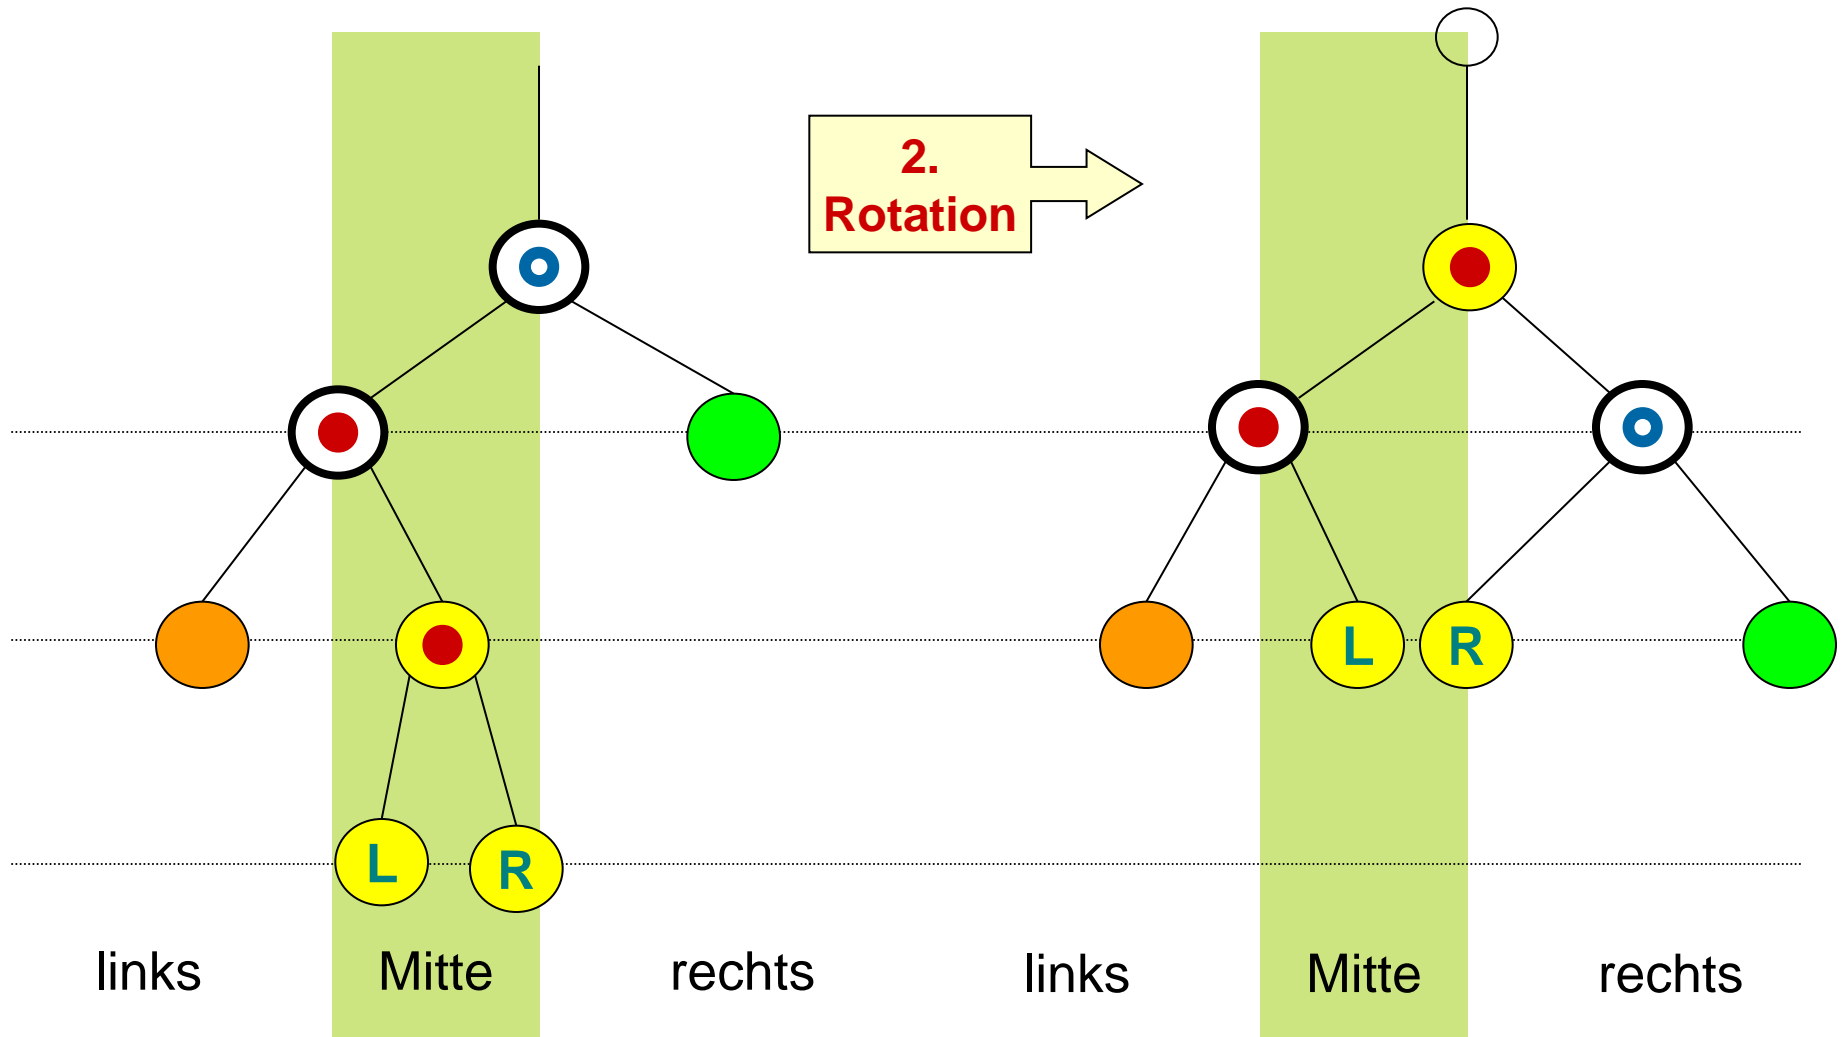 2.
Rotation
L
R
L
R
links
Mitte
rechts
links
Mitte
rechts